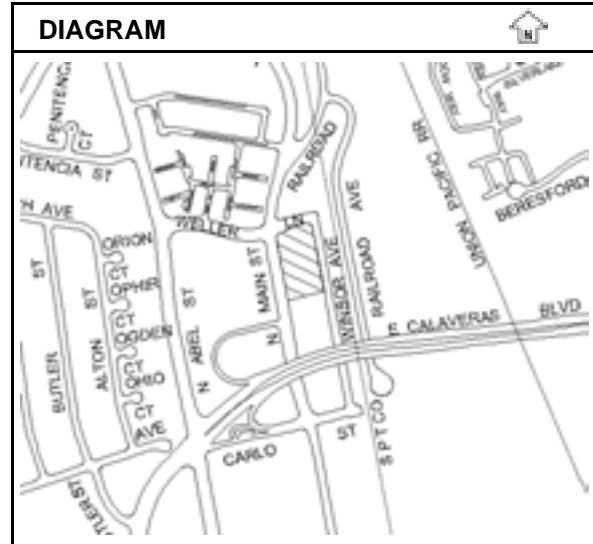 DIAGRAM
N
PENITENCIA
CT
ITENCIA ST
H AVE
ORION
CT
OPHIR
CT
OGDEN
CT
OHIO
CT
AVE
BUTLER
ST
ALTON
ST
N ABEL ST
WELLER
LN
N MAIN ST
RAILROAD
AVE
WINSOR AVE
RAILROAD
UNION PACIFIC RR
BERESFORD
E CALAVERAS BLVD
CARLO
ST
S P T CO
TLER ST